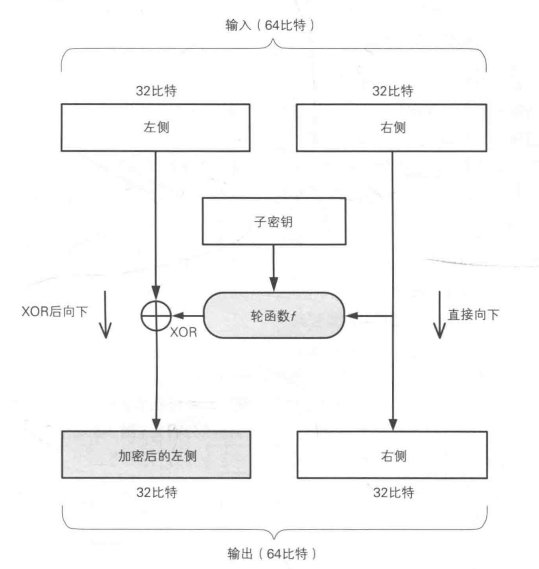 输入（64比特）
32比特
32比特
左侧
右侧
子密钥
XOR后向下
轮函数f
直接向下
XOR
加密后的左侧
右侧
32比特
32比特
输出（64比特）